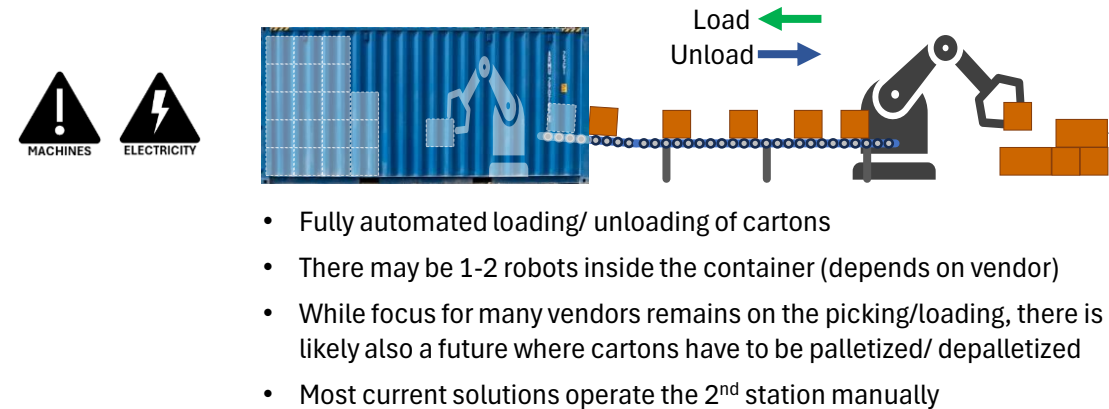 Load
Unload
MACHINES
ELECTRICITY
• Fully automated loading/ unloading of cartons
• There may be 1-2 robots inside the container (depends on vendor)
• While focus for many vendors remains on the picking/loading, there is
likely also a future where cartons have to be palletized/ depalletized
• Most current solutions operate the 2nd station manually